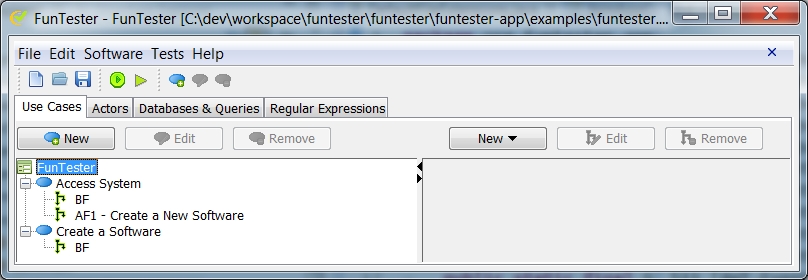 FunTester - FunTester [C:\dev\workspace\funtester\funtester\funtester-app\examples\funtester....
File Edit Software Tests Help
Use Cases Actors Databases & Queries Regular Expressions
New Edit Remove New Edit Remove
FunTester
Access System
BF
AF1 - Create a New Software
Create a Software
BF